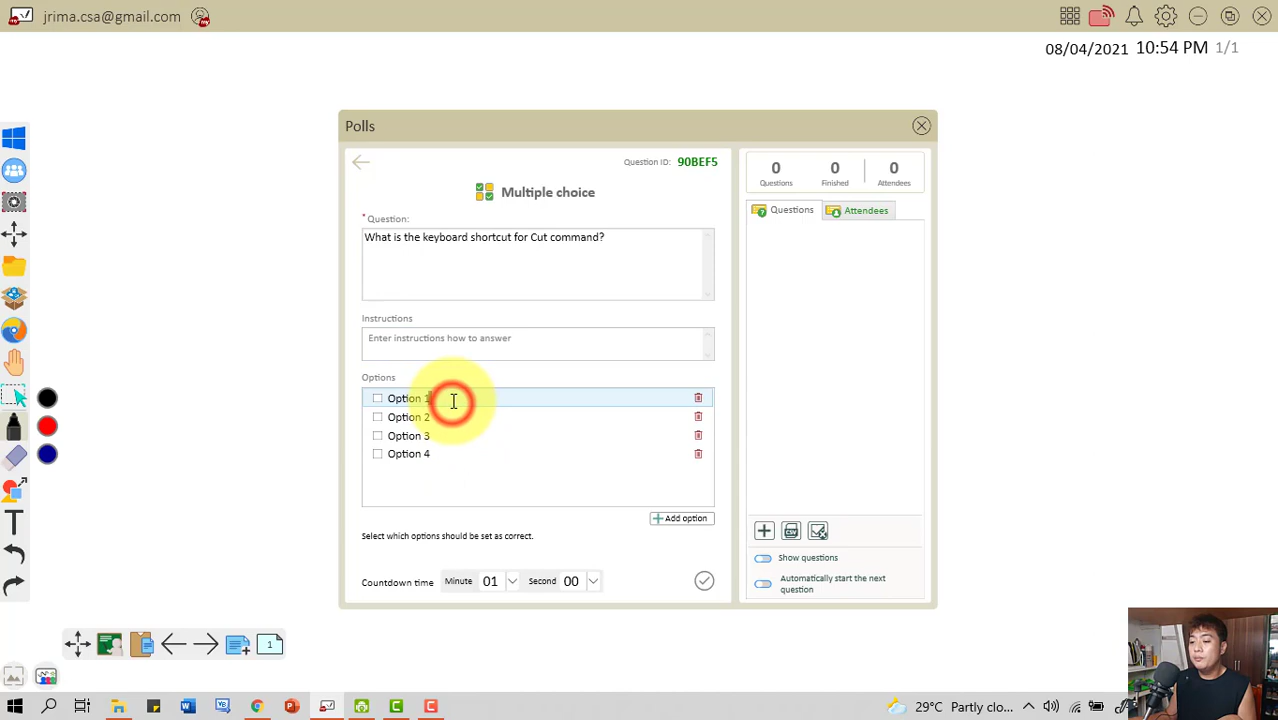 jrima.csa@gmail.com
08/04/2021 10:54 PM 1/1
Polls
Question ID: 90BEF5
Multiple choice
* Question:
What is the keyboard shortcut for Cut command?
Instructions
Enter instructions how to answer
Options
Option 1
Option 2
Option 3
Option 4
Add option
Select which options should be set as correct.
Countdown time Minute 01 Second 00
0 0 0
Questions Finished Attendees
Questions Attendees
CSV
Show questions
Automatically start the next
question
1
29°C Partly clo...